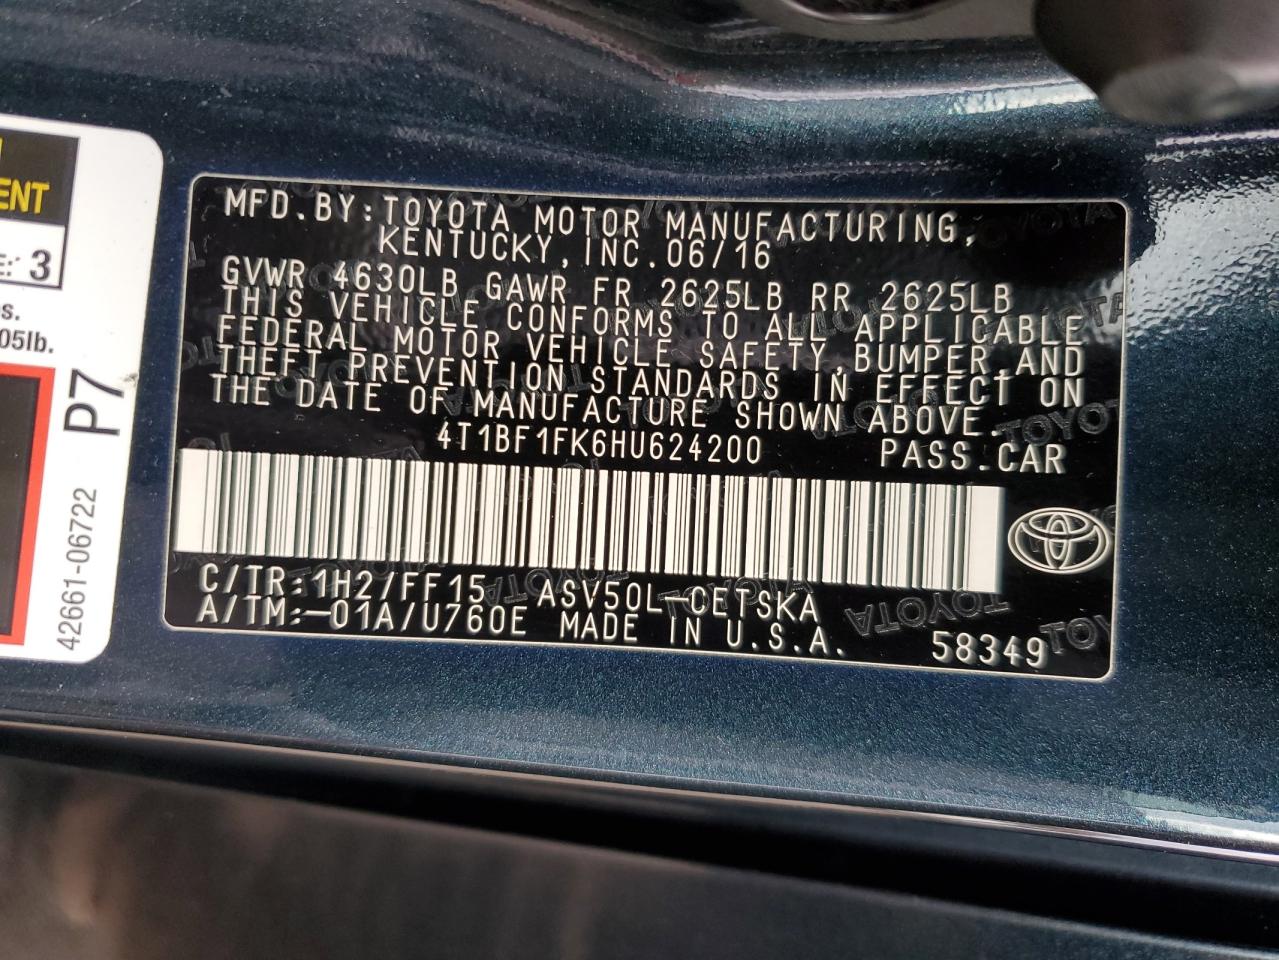 MFD.BY:TOYOTA MOTOR MANUFACTURING,
KENTUCKY,INC.06/16
GVWR 4630LB GAWR FR 2625LB RR 2625LB
THIS VEHICLE CONFORMS TO ALL APPLICABLE
FEDERAL MOTOR VEHICLE SAFETY,BUMPER,AND
THEFT PREVENTION STANDARDS IN EFFECT ON
THE DATE OF MANUFACTURE SHOWN ABOVE.
4T1BF1FK6HU624200 PASS.CAR
C/TR:1H2/FF15 ASV50L-CETSKA
A/TM:-01A/U760E MADE IN U.S.A.
58349
ENT
E: 3
s.
05lb.
P7
42661-06722